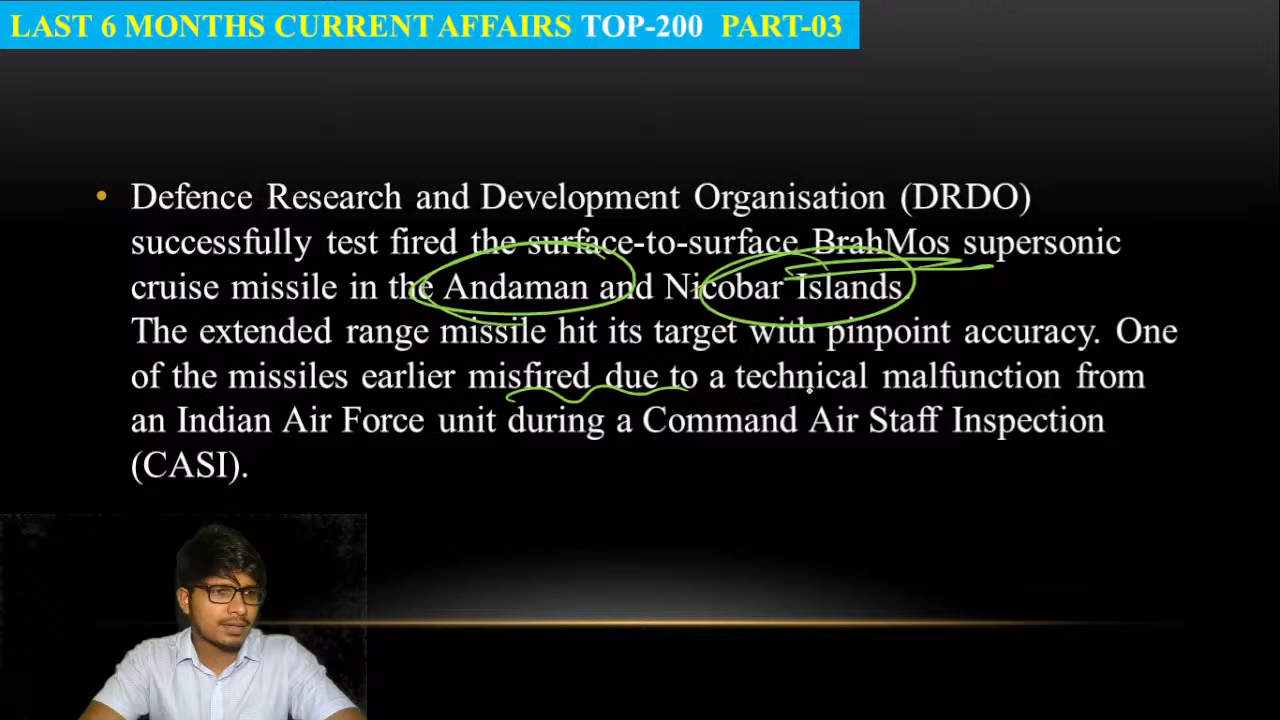 LAST 6 MONTHS CURRENT AFFAIRS TOP-200 PART-03
• Defence Research and Development Organisation (DRDO)
successfully test fired the surface-to-surface BrahMos supersonic
cruise missile in the Andaman and Nicobar Islands.
The extended range missile hit its target with pinpoint accuracy. One
of the missiles earlier misfired due to a technical malfunction from
an Indian Air Force unit during a Command Air Staff Inspection
(CASI).